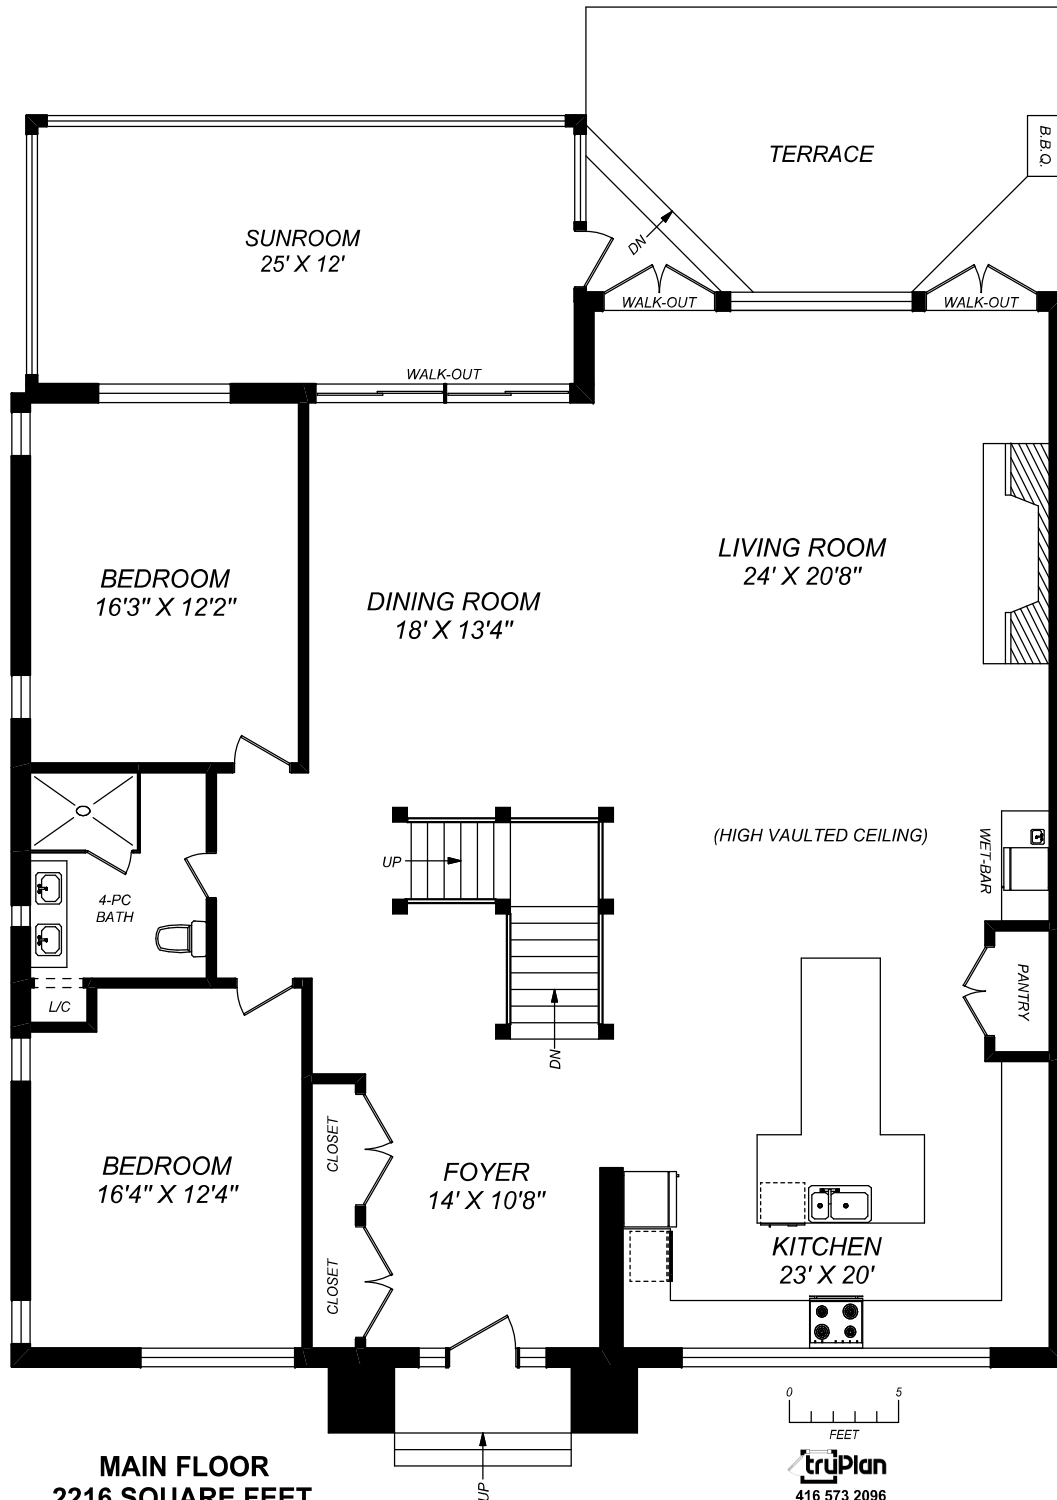 TERRACE
B.B.Q.
SUNROOM
25' X 12'
DN
WALK-OUT
WALK-OUT
WALK-OUT
LIVING ROOM
24' X 20'8"
BEDROOM
16'3" X 12'2"
DINING ROOM
18' X 13'4"
(HIGH VAULTED CEILING)
WET-BAR
UP
4-PC
BATH
PANTRY
L/C
DN
CLOSET
BEDROOM
16'4" X 12'4"
FOYER
14' X 10'8"
KITCHEN
23' X 20'
CLOSET
0 5
FEET
MAIN FLOOR
2216 SQUARE FEET
UP
truPlan
416 573 2096